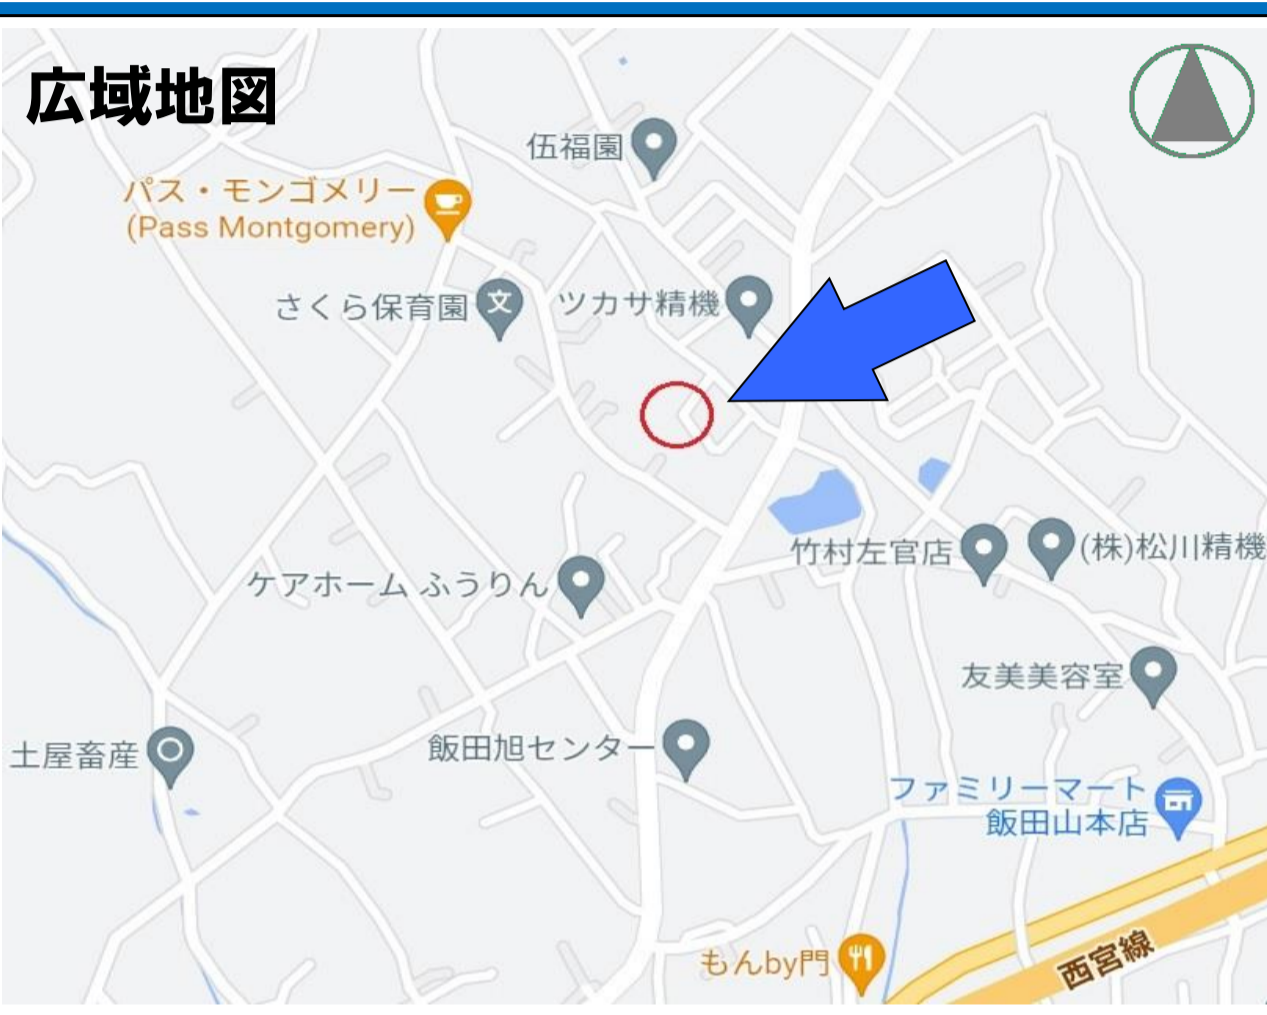 広域地図
伍福園
パス・モンゴメリー
(Pass Montgomery)
さくら保育園
文
ツカサ精機
竹村左官店
(株)松川精機
ケアホーム ふうりん
友美美容室
飯田旭センター
土屋畜産
ファミリーマート
飯田山本店
もんby門
西宮線